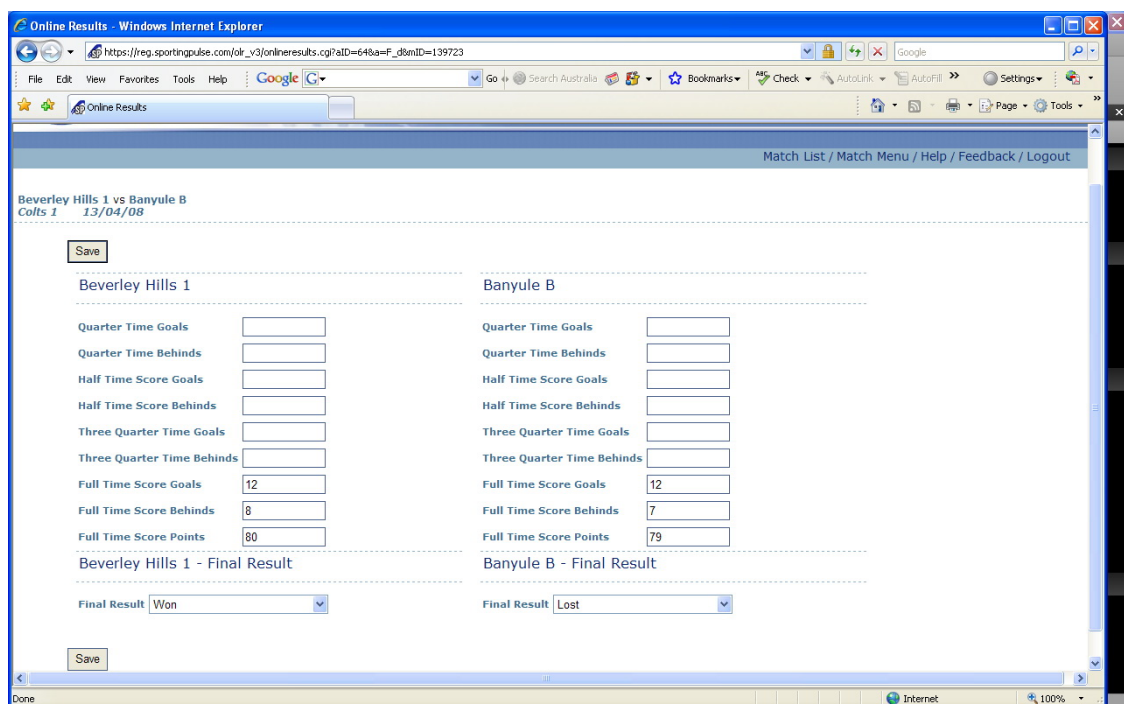 Online Results - Windows Internet Explorer
https://reg.sportingpulse.com/olr_v3/onlineresults.cgi?aID=64&a=F_d&mID=139723
Google
File Edit View Favorites Tools Help Google G Go Search Australia Bookmarks ABC Check AutoLink AutoFill Settings
Online Results Page Tools
Match List / Match Menu / Help / Feedback / Logout
Beverley Hills 1 vs Banyule B
Colts 1 13/04/08
Save
Beverley Hills 1 Banyule B
Quarter Time Goals Quarter Time Goals
Quarter Time Behinds Quarter Time Behinds
Half Time Score Goals Half Time Score Goals
Half Time Score Behinds Half Time Score Behinds
Three Quarter Time Goals Three Quarter Time Goals
Three Quarter Time Behinds Three Quarter Time Behinds
Full Time Score Goals 12 Full Time Score Goals 12
Full Time Score Behinds 8 Full Time Score Behinds 7
Full Time Score Points 80 Full Time Score Points 79
Beverley Hills 1 - Final Result Banyule B - Final Result
Final Result Won Final Result Lost
Save
Done Internet 100%